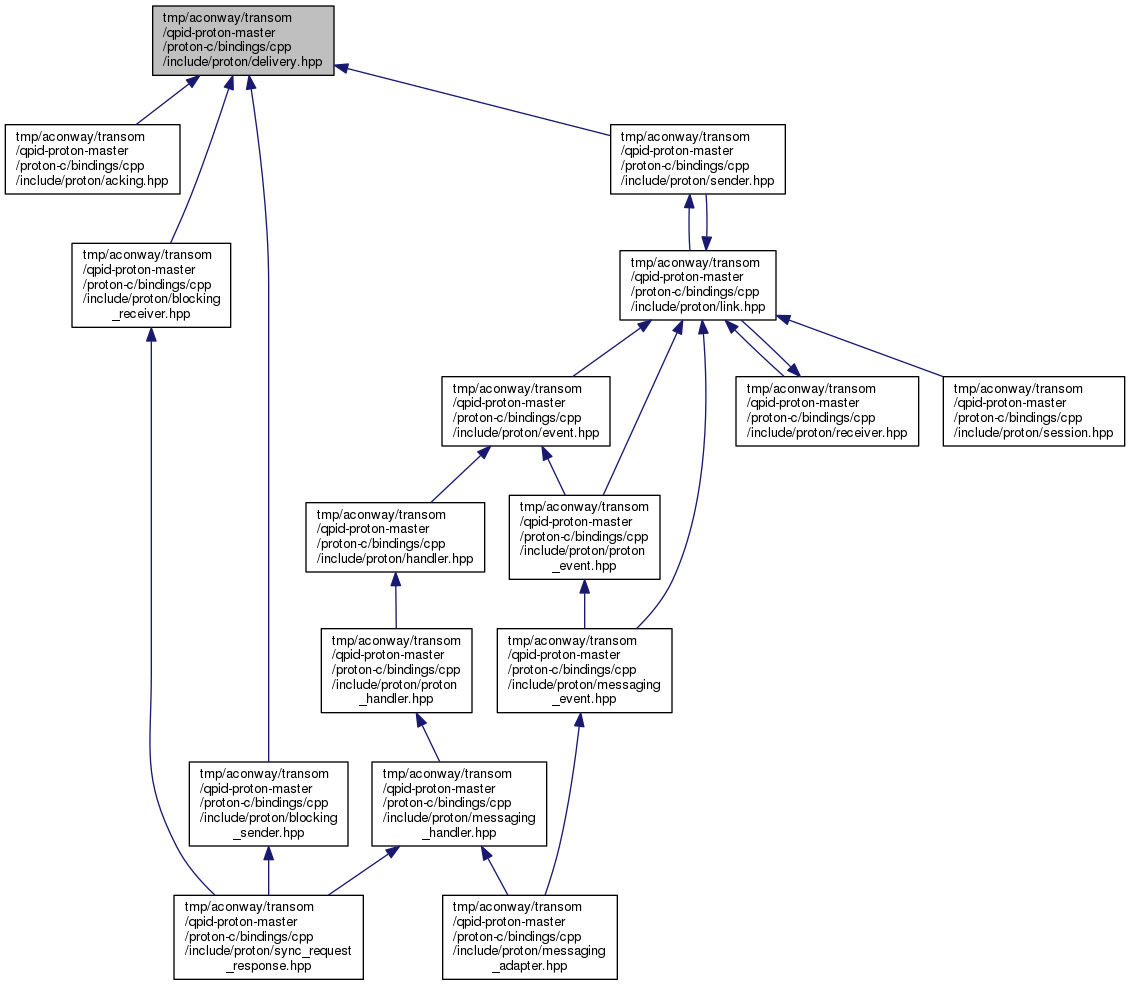 tmp/aconway/transom
/qpid-proton-master
/proton-c/bindings/cpp
/include/proton/delivery.hpp
tmp/aconway/transom
/qpid-proton-master
/proton-c/bindings/cpp
/include/proton/acking.hpp
tmp/aconway/transom
/qpid-proton-master
/proton-c/bindings/cpp
/include/proton/sender.hpp
tmp/aconway/transom
/qpid-proton-master
/proton-c/bindings/cpp
/include/proton/blocking
_receiver.hpp
tmp/aconway/transom
/qpid-proton-master
/proton-c/bindings/cpp
/include/proton/link.hpp
tmp/aconway/transom
/qpid-proton-master
/proton-c/bindings/cpp
/include/proton/event.hpp
tmp/aconway/transom
/qpid-proton-master
/proton-c/bindings/cpp
/include/proton/receiver.hpp
tmp/aconway/transom
/qpid-proton-master
/proton-c/bindings/cpp
/include/proton/session.hpp
tmp/aconway/transom
/qpid-proton-master
/proton-c/bindings/cpp
/include/proton/handler.hpp
tmp/aconway/transom
/qpid-proton-master
/proton-c/bindings/cpp
/include/proton/proton
_event.hpp
tmp/aconway/transom
/qpid-proton-master
/proton-c/bindings/cpp
/include/proton/proton
_handler.hpp
tmp/aconway/transom
/qpid-proton-master
/proton-c/bindings/cpp
/include/proton/messaging
_event.hpp
tmp/aconway/transom
/qpid-proton-master
/proton-c/bindings/cpp
/include/proton/blocking
_sender.hpp
tmp/aconway/transom
/qpid-proton-master
/proton-c/bindings/cpp
/include/proton/messaging
_handler.hpp
tmp/aconway/transom
/qpid-proton-master
/proton-c/bindings/cpp
/include/proton/sync_request
_response.hpp
tmp/aconway/transom
/qpid-proton-master
/proton-c/bindings/cpp
/include/proton/messaging
_adapter.hpp